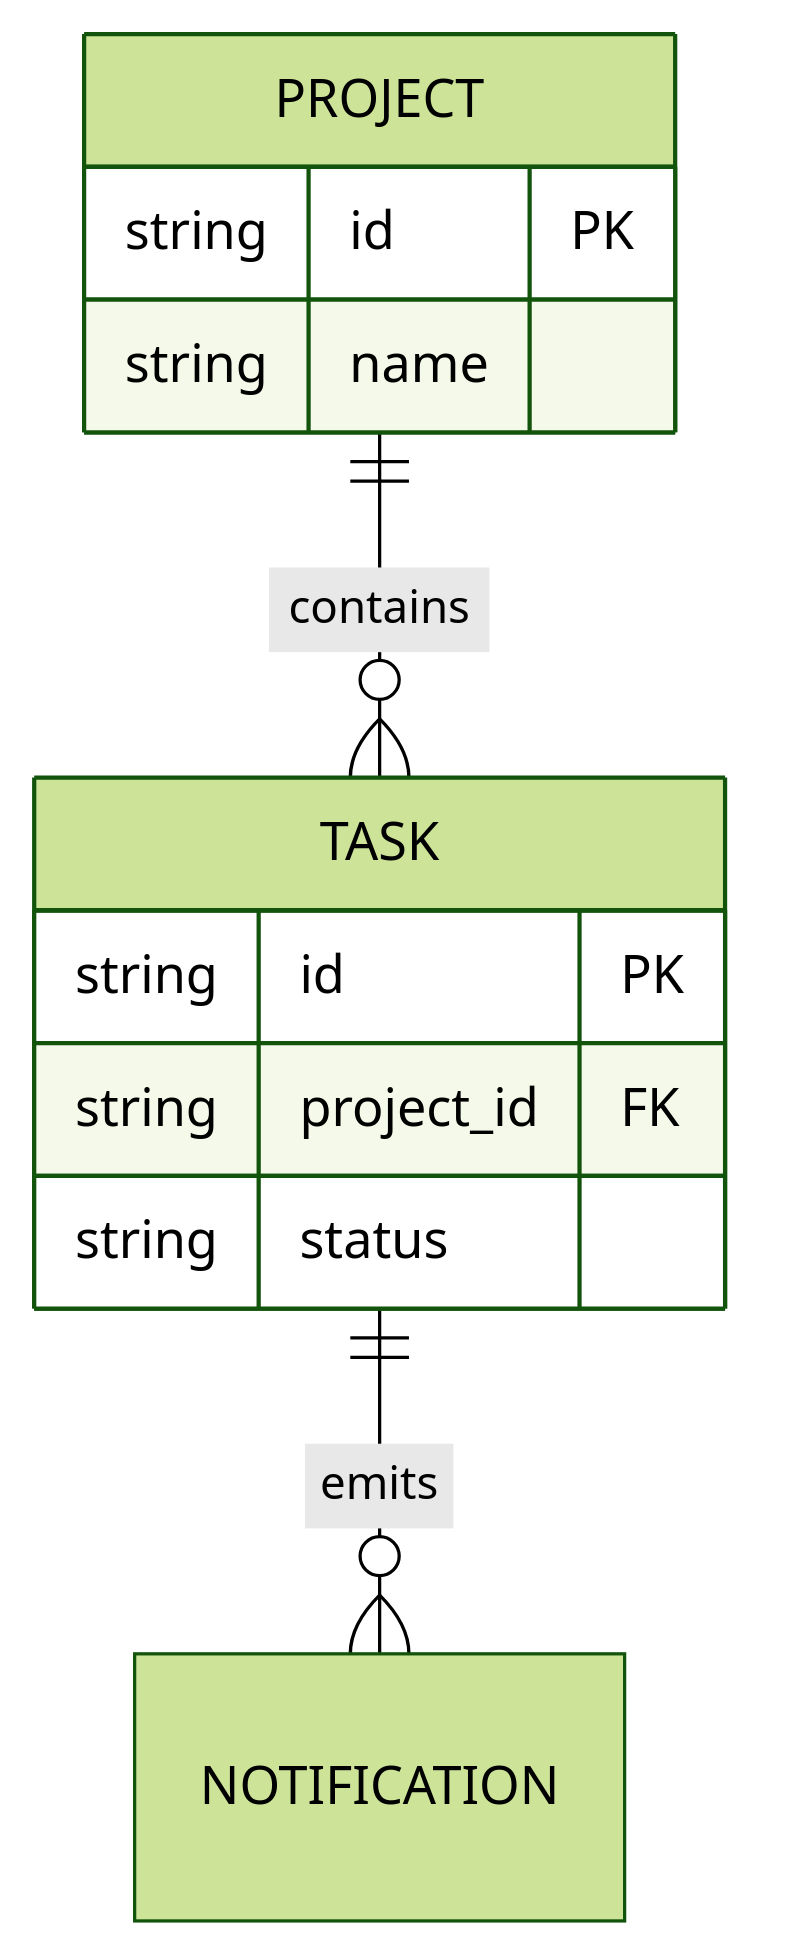 PROJECT
string id PK
string name
contains
TASK
string id PK
string project_id FK
string status
emits
NOTIFICATION